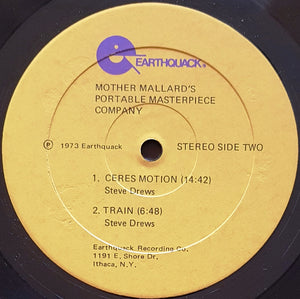 EARTHQUACK
MOTHER MALLARD'S
PORTABLE MASTERPIECE
COMPANY
℗ 1973 Earthquack
STEREO SIDE TWO
1. CERES MOTION (14:42)
Steve Drews
2. TRAIN (6:48)
Steve Drews
Earthquack Recording Co.
1191 E. Shore Dr.
Ithaca, N.Y.